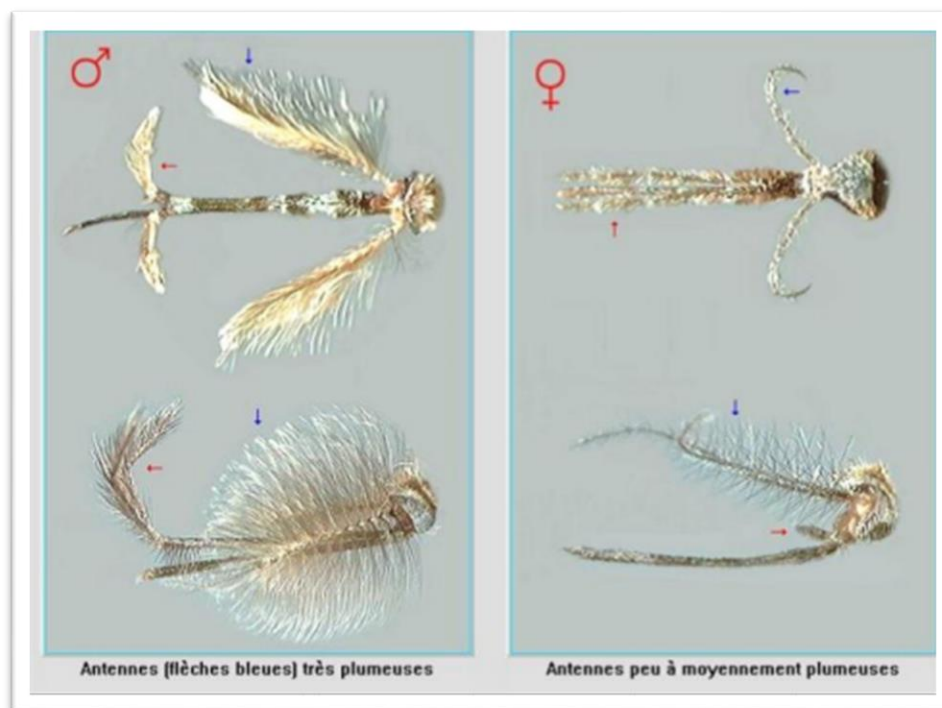 ♂
♀
Antennes (flèches bleues) très plumeuses
Antennes peu à moyennement plumeuses